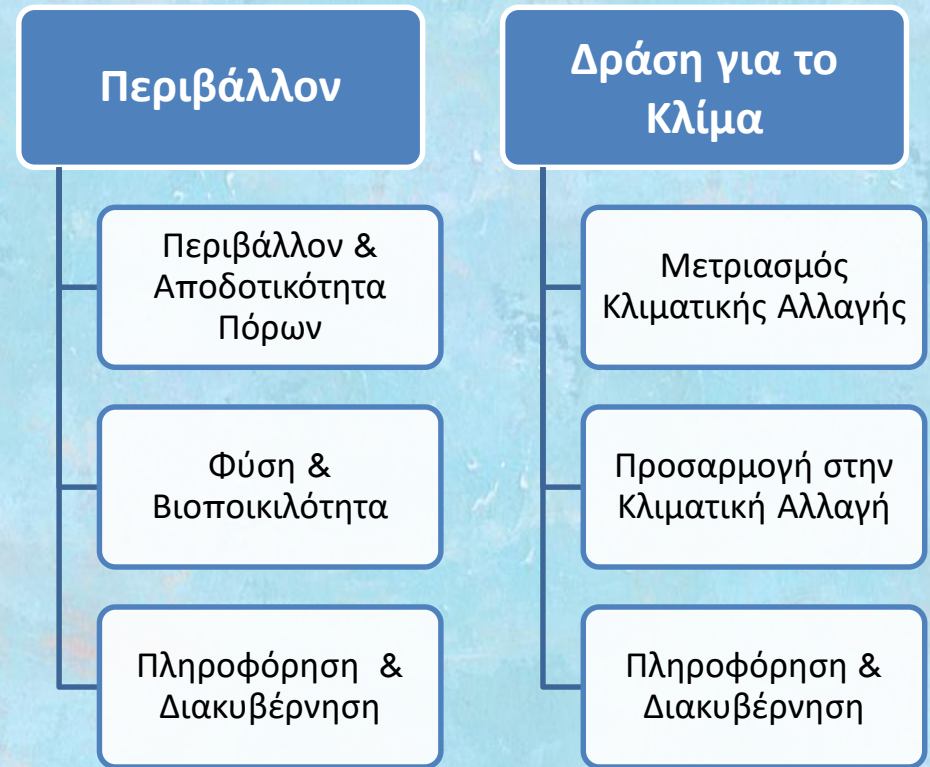 Περιβάλλον
Περιβάλλον &
Αποδοτικότητα
Πόρων
Φύση &
Βιοποικιλότητα
Πληροφόρηση &
Διακυβέρνηση
Δράση για το
Κλίμα
Μετριασμός
Κλιματικής Αλλαγής
Προσαρμογή στην
Κλιματική Αλλαγή
Πληροφόρηση &
Διακυβέρνηση